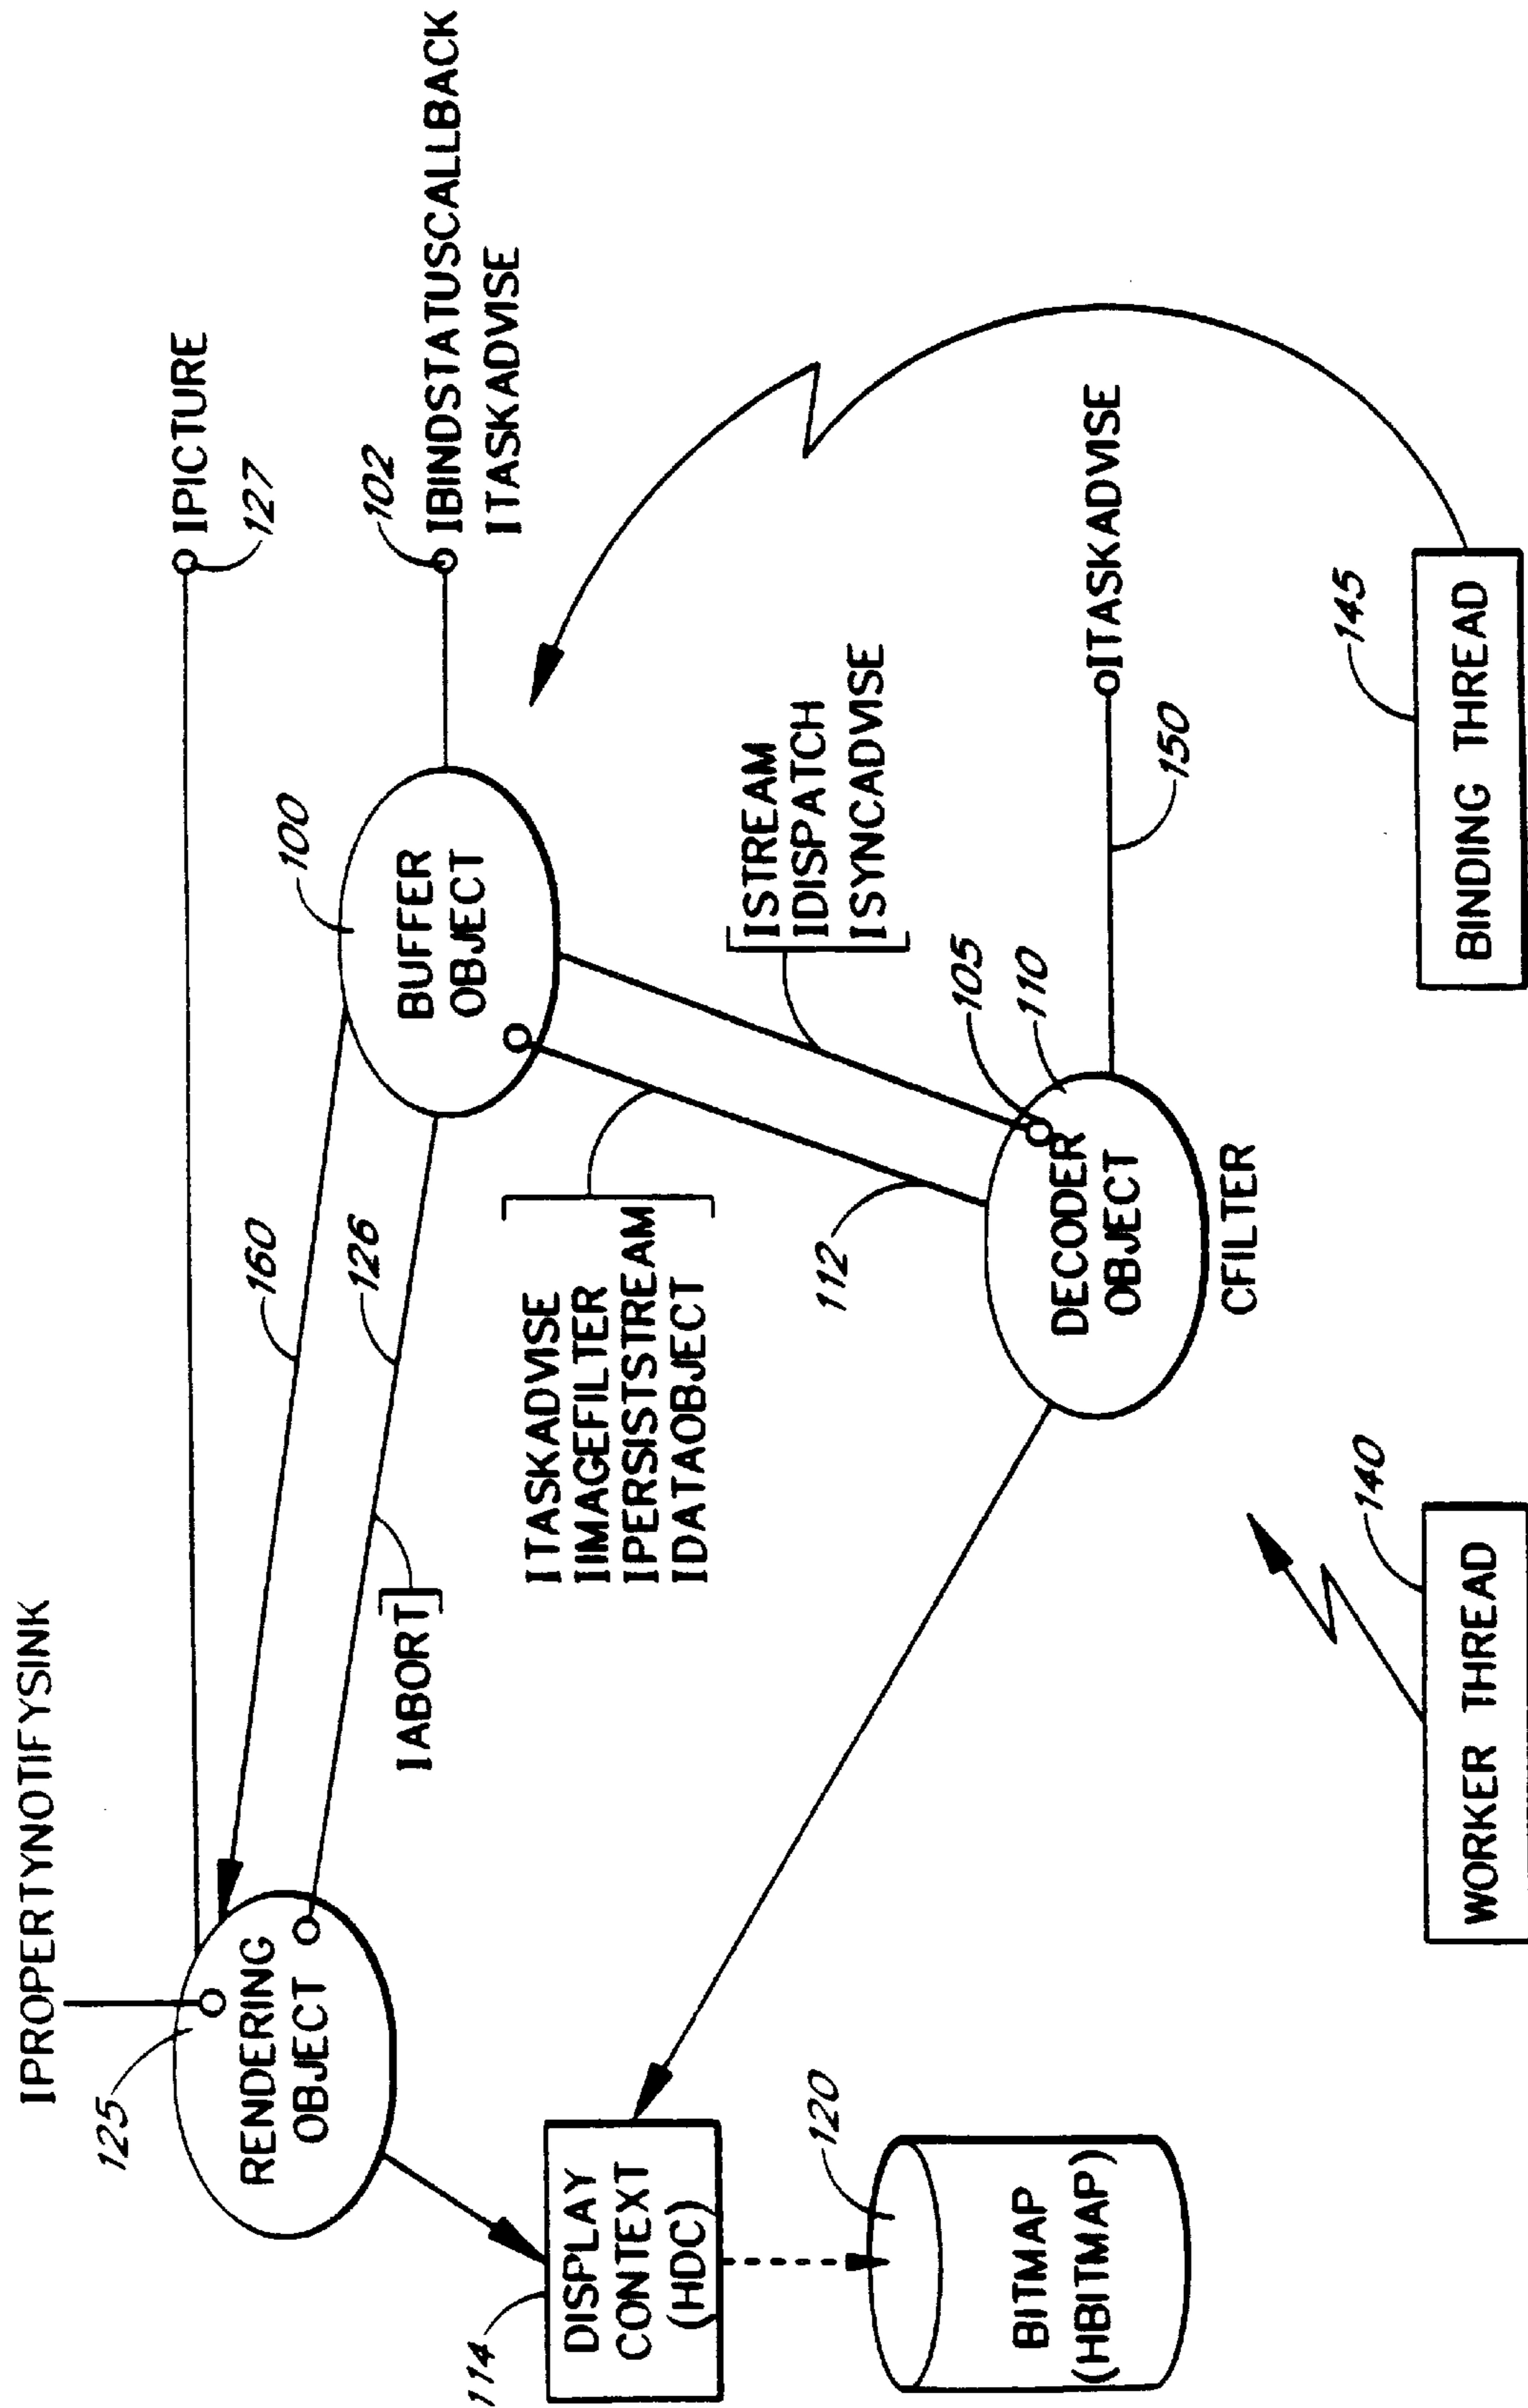 IPROPERTYNOTIFYSINK
125
RENDERING
OBJECT
160
126
[IABORT]
IPICTURE
127
102
IBINDSTATUSCALLBACK
ITASKADVISE
100
BUFFER
OBJECT
ITASKADVISE
IIMAGEFILTER
IPERSISTSTREAM
IDATAOBJECT
ISTREAM
IDISPATCH
ISYNCADVISE
114
DISPLAY
CONTEXT
(HDC)
112
105
110
DECODER
OBJECT
CFILTER
ITASKADVISE
150
120
BITMAP
(HBITMAP)
140
WORKER THREAD
145
BINDING THREAD